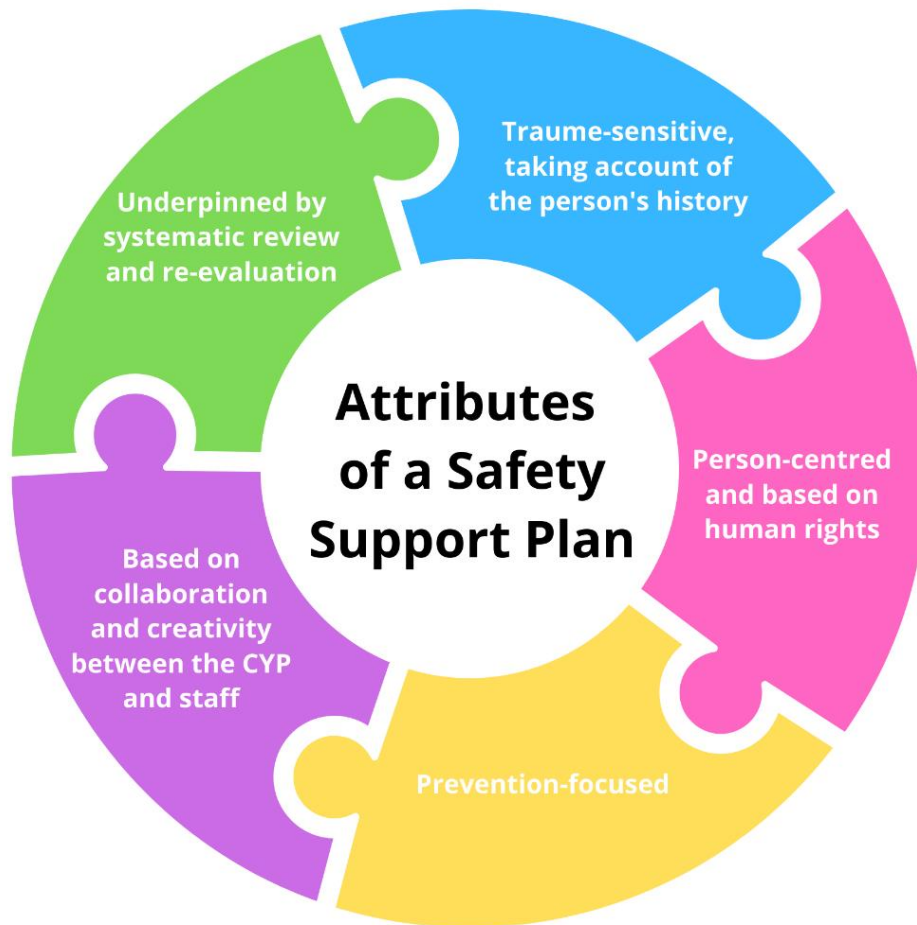 Attributes
of a Safety
Support Plan
Traume-sensitive,
taking account of
the person's history
Person-centred
and based on
human rights
Prevention-focused
Based on
collaboration
and creativity
between the CYP
and staff
Underpinned by
systematic review
and re-evaluation